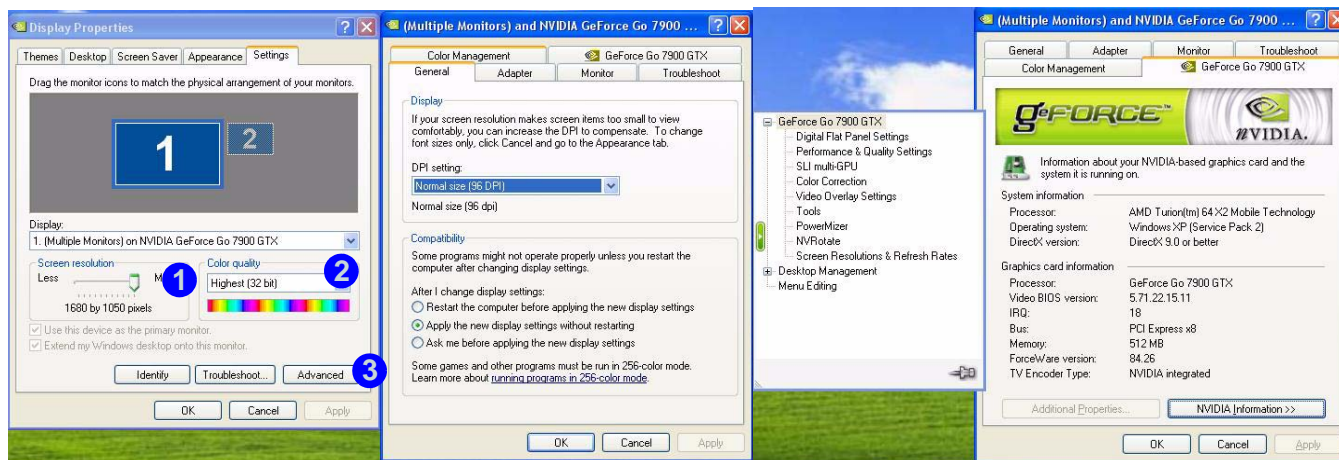 Display Properties
Themes Desktop Screen Saver Appearance Settings
Drag the monitor icons to match the physical arrangement of your monitors.
1
2
Display:
1. (Multiple Monitors) on NVIDIA GeForce Go 7900 GTX
Screen resolution
Less
1
1680 by 1050 pixels
Color quality
2
Highest (32 bit)
Use this device as the primary monitor.
Extend my Windows desktop onto this monitor.
Identify Troubleshoot... Advanced
3
OK Cancel Apply
(Multiple Monitors) and NVIDIA GeForce Go 7900 ...
Color Management GeForce Go 7900 GTX
General Adapter Monitor Troubleshoot
Display
If your screen resolution makes screen items too small to view
comfortably, you can increase the DPI to compensate. To change
font sizes only, click Cancel and go to the Appearance tab.
DPI setting:
Normal size (96 DPI)
Normal size (96 dpi)
Compatibility
Some programs might not operate properly unless you restart the
computer after changing display settings.
After I change display settings:
Restart the computer before applying the new display settings
Apply the new display settings without restarting
Ask me before applying the new display settings
Some games and other programs must be run in 256-color mode.
Learn more about running programs in 256-color mode.
OK Cancel Apply
GeForce Go 7900 GTX
Digital Flat Panel Settings
Performance & Quality Settings
SLI multi-GPU
Color Correction
Video Overlay Settings
Tools
PowerMizer
NVRotate
Screen Resolutions & Refresh Rates
Desktop Management
Menu Editing
(Multiple Monitors) and NVIDIA GeForce Go 7900 ...
General Adapter Monitor Troubleshoot
Color Management GeForce Go 7900 GTX
GeFORCE™
NVIDIA.
Information about your NVIDIA-based graphics card and the
system it is running on.
System information
Processor: AMD Turion(tm) 64 X2 Mobile Technology
Operating system: Windows XP (Service Pack 2)
DirectX version: DirectX 9.0 or better
Graphics card information
Processor: GeForce Go 7900 GTX
Video BIOS version: 5.71.22.15.11
IRQ: 18
Bus: PCI Express x8
Memory: 512 MB
ForceWare version: 84.26
TV Encoder Type: NVIDIA integrated
Additional Properties... NVIDIA Information >>
OK Cancel Apply